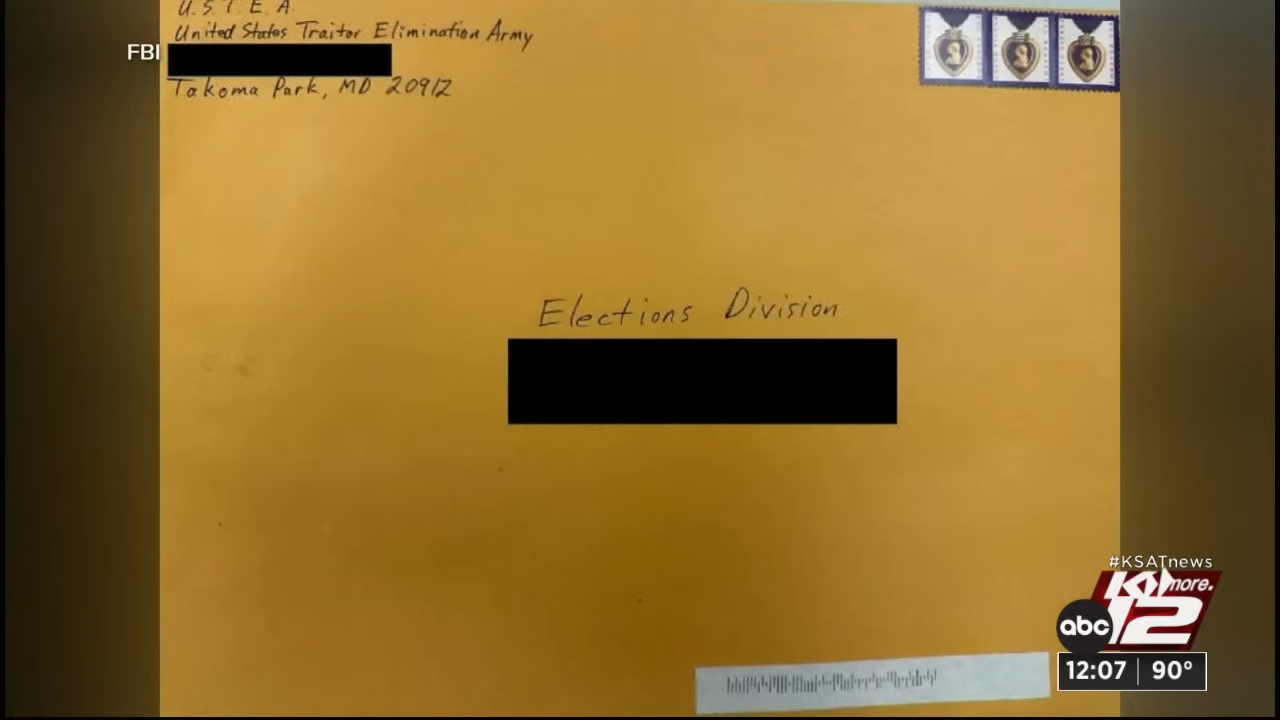 U.S.T.E.A.
United States Traitor Elimination Army
FBI
Takoma Park, MD 20912
Elections Division
#KSATnews
more.
abc
12
12:07 90°